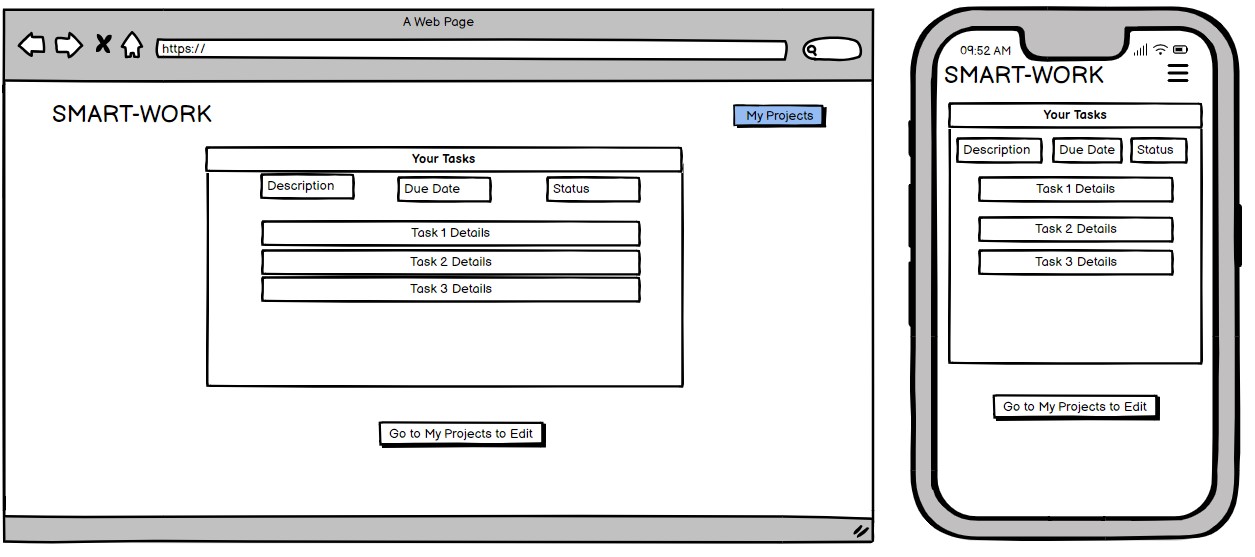 A Web Page
https://
SMART-WORK
My Projects
Your Tasks
Description
Due Date
Status
Task 1 Details
Task 2 Details
Task 3 Details
Go to My Projects to Edit
09:52 AM
SMART-WORK
Your Tasks
Description
Due Date
Status
Task 1 Details
Task 2 Details
Task 3 Details
Go to My Projects to Edit